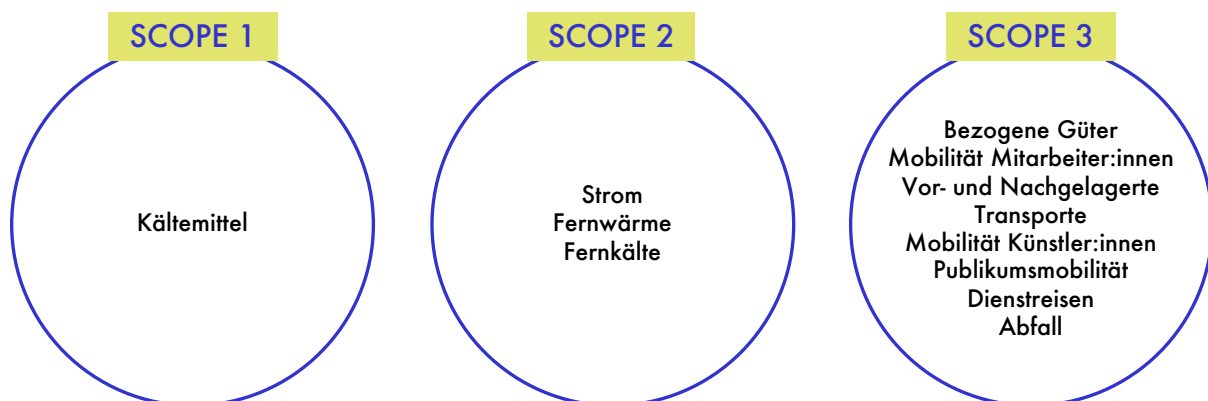 SCOPE 1
Kältemittel
SCOPE 2
Strom
Fernwärme
Fernkälte
SCOPE 3
Bezogene Güter
Mobilität Mitarbeiter:innen
Vor- und Nachgelagerte
Transporte
Mobilität Künstler:innen
Publikumsmobilität
Dienstreisen
Abfall